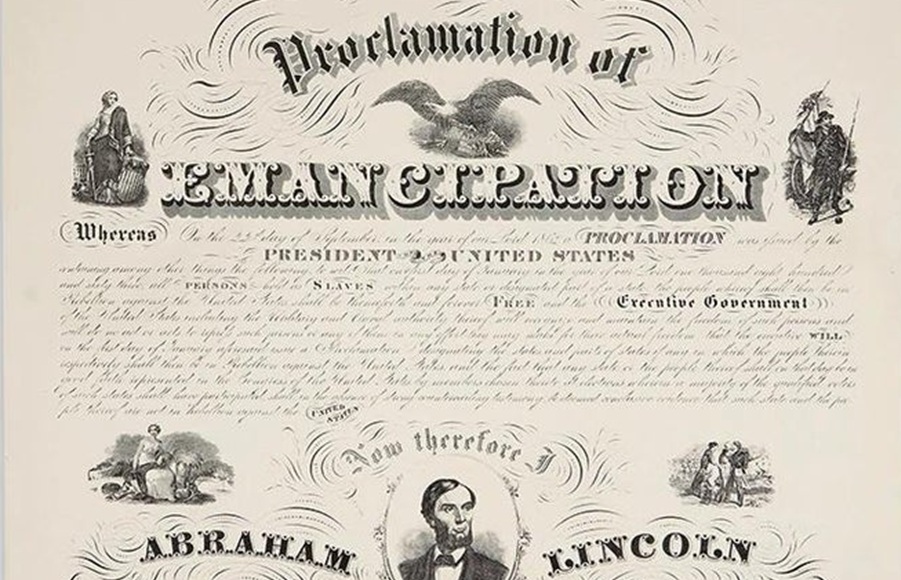 Proclamation of
EMANCIPATION
Whereas On the 22d day of September in the year of our Lord 1862 a PROCLAMATION was issued by the
PRESIDENT OF THE UNITED STATES
containing among other things the following to wit: That on the first day of January in the year of our Lord one thousand eight hundred
and sixty three, all PERSONS held as SLAVES within any state or designated part of a state the people whereof shall then be in
Rebellion against the United States shall be thenceforth and forever FREE and the Executive Government
of the United States including the Military and Naval authority thereof will recognize and maintain the freedom of such persons and
will do no act or acts to repress such persons or any of them in any effort they may make for their actual freedom That the executive WILL
on the first day of January aforesaid issue a Proclamation designating the states and parts of states if any in which the people therein
respectively shall then be in Rebellion against the United States and the fact that any state or the people thereof shall on that day be in
good faith represented in the Congress of the United States by members chosen thereto at elections wherein a majority of the qualified voters
of such states shall have participated shall in the absence of strong countervailing testimony be deemed conclusive evidence that such state and the peo-
ple thereof are not in rebellion against the UNITED STATES
Now therefore I
ABRAHAM LINCOLN